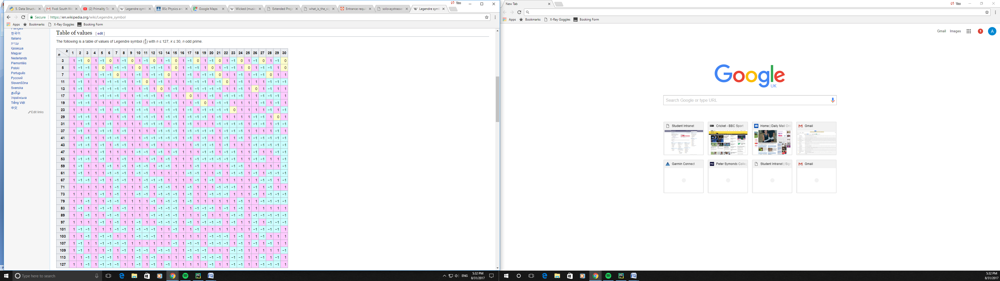 5. Data Structu
Fwd: South We
(2) Primality Te
Legendre symb
BSc Physics an
Google Maps
Wicked (music
Extended Proje
what_is_the_sig
Entrance requi
solovaystrasse
Legendre symb
You
Secure | https://en.wikipedia.org/wiki/Legendre_symbol
Apps Bookmarks X-Ray Goggles Booking Form
Français
한국어
Italiano
עברית
Қазақша
Magyar
Nederlands
Piemontèis
Polski
Português
Русский
Slovenščina
Svenska
தமிழ்
Українська
Tiếng Việt
中文
Edit links
Table of values [ edit ]
The following is a table of values of Legendre symbol (k/n) with n ≤ 127, k ≤ 30, n odd prime.
n k 1 2 3 4 5 6 7 8 9 10 11 12 13 14 15 16 17 18 19 20 21 22 23 24 25 26 27 28 29 30
3 1 −1 0 1 −1 0 1 −1 0 1 −1 0 1 −1 0 1 −1 0 1 −1 0 1 −1 0 1 −1 0 1 −1 0
5 1 −1 −1 1 0 1 −1 −1 1 0 1 −1 −1 1 0 1 −1 −1 1 0 1 −1 −1 1 0 1 −1 −1 1 0
7 1 1 −1 1 −1 −1 0 1 1 −1 1 −1 −1 0 1 1 −1 1 −1 −1 0 1 1 −1 1 −1 −1 0 1 1
11 1 −1 1 1 1 −1 −1 −1 1 −1 0 1 −1 1 1 1 −1 −1 −1 1 −1 0 1 −1 1 1 1 −1 −1 −1
13 1 −1 1 1 −1 −1 −1 −1 1 1 −1 1 0 1 −1 1 1 −1 −1 −1 −1 1 1 −1 1 0 1 −1 1 1
17 1 1 −1 1 −1 −1 −1 1 1 −1 −1 −1 1 −1 1 1 0 1 1 −1 1 −1 −1 −1 1 1 −1 −1 −1 1
19 1 −1 −1 1 1 1 1 −1 1 −1 1 −1 −1 −1 −1 1 1 −1 0 1 −1 −1 1 1 1 1 −1 1 −1 1
23 1 1 1 1 −1 1 −1 1 1 −1 −1 1 1 −1 −1 1 −1 1 −1 −1 −1 −1 0 1 1 1 1 −1 1 −1
29 1 −1 −1 1 1 1 1 −1 1 −1 −1 −1 1 −1 −1 1 −1 −1 −1 1 −1 1 1 1 1 −1 −1 1 0 1
31 1 1 −1 1 1 −1 1 1 1 1 −1 −1 −1 1 −1 1 −1 1 1 1 −1 −1 −1 −1 1 −1 −1 1 −1 −1
37 1 −1 1 1 −1 −1 1 −1 1 1 1 1 −1 −1 −1 1 −1 −1 −1 −1 1 −1 −1 −1 1 1 1 1 −1 1
41 1 1 −1 1 1 −1 −1 1 1 1 −1 −1 −1 −1 −1 1 −1 1 −1 1 1 −1 1 −1 1 −1 −1 −1 −1 −1
43 1 −1 −1 1 −1 1 −1 −1 1 1 1 −1 1 1 1 1 1 −1 −1 −1 1 −1 1 1 1 −1 −1 −1 −1 −1
47 1 1 1 1 −1 1 1 1 1 −1 −1 1 −1 1 −1 1 1 1 −1 −1 1 −1 −1 1 1 −1 1 1 −1 −1
53 1 −1 −1 1 −1 1 1 −1 1 1 1 −1 1 −1 1 1 1 −1 −1 −1 −1 −1 −1 1 1 −1 −1 1 1 −1
59 1 −1 1 1 1 −1 1 −1 1 −1 −1 1 −1 −1 1 1 1 −1 1 1 1 1 −1 −1 1 1 1 1 1 −1
61 1 −1 1 1 1 −1 −1 −1 1 −1 −1 1 1 1 1 1 −1 −1 1 1 −1 1 −1 −1 1 −1 1 −1 −1 −1
67 1 −1 −1 1 −1 1 −1 −1 1 1 −1 −1 −1 1 1 1 1 −1 1 −1 1 1 1 1 1 1 −1 −1 1 −1
71 1 1 1 1 1 1 −1 1 1 1 −1 1 −1 −1 1 1 −1 1 1 1 −1 −1 −1 1 1 −1 1 −1 1 1
73 1 1 1 1 −1 1 −1 1 1 −1 −1 1 −1 −1 −1 1 −1 1 1 −1 −1 −1 1 1 1 −1 1 −1 −1 −1
79 1 1 −1 1 1 −1 −1 1 1 1 1 −1 1 −1 −1 1 −1 1 1 1 1 1 1 −1 1 1 −1 −1 −1 −1
83 1 −1 1 1 −1 −1 1 −1 1 1 1 1 −1 −1 −1 1 1 −1 −1 −1 1 −1 1 −1 1 1 1 1 1 1
89 1 1 −1 1 1 −1 −1 1 1 1 1 −1 −1 −1 −1 1 1 1 −1 1 1 1 −1 −1 1 −1 −1 −1 −1 −1
97 1 1 1 1 −1 1 −1 1 1 −1 1 1 −1 −1 −1 1 −1 1 −1 −1 −1 1 −1 1 1 −1 1 −1 −1 −1
101 1 −1 −1 1 1 1 −1 −1 1 −1 −1 −1 1 1 −1 1 1 −1 1 1 1 1 1 1 1 −1 −1 −1 −1 1
103 1 1 −1 1 −1 −1 1 1 1 −1 −1 −1 1 1 1 1 1 1 1 −1 −1 −1 1 −1 1 1 −1 1 1 1
107 1 −1 1 1 −1 −1 −1 −1 1 1 1 1 1 1 −1 1 −1 −1 1 −1 −1 −1 1 −1 1 −1 1 −1 1 1
109 1 −1 1 1 1 −1 1 −1 1 −1 −1 1 −1 −1 1 1 −1 −1 −1 1 1 1 −1 −1 1 1 1 1 1 −1
113 1 1 −1 1 −1 −1 1 1 1 −1 1 −1 1 1 1 1 −1 1 −1 −1 −1 1 −1 −1 1 1 −1 1 −1 1
127 1 1 −1 1 −1 −1 −1 1 1 −1 1 −1 1 −1 1 1 1 1 1 −1 1 1 −1 −1 1 1 −1 −1 −1 1
Type here to search
ENG
5:32 PM
8/31/2017
New Tab
You
Apps Bookmarks X-Ray Goggles Booking Form
Gmail Images 1 A
Google
UK
Search Google or type URL
Student Intranet
Cricket - BBC Sport
Home | Daily Mail Onl
Gmail
Garmin Connect
Peter Symonds Colleg
Student Intranet | Sign
Gmail
5:32 PM
8/31/2017